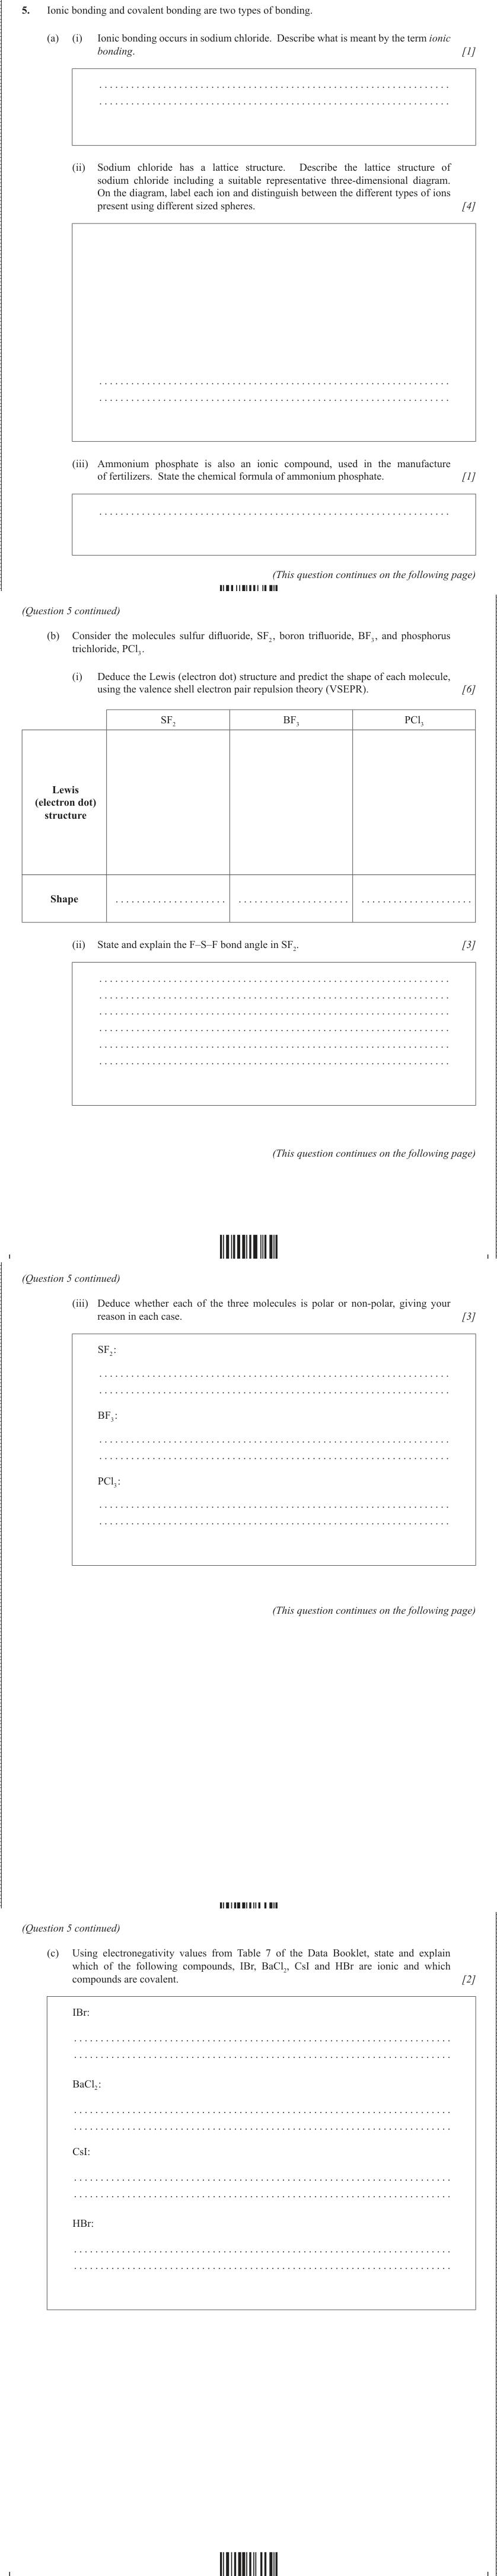 5. Ionic bonding and covalent bonding are two types of bonding.
(a) (i) Ionic bonding occurs in sodium chloride. Describe what is meant by the term ionic
bonding. [1]
(ii) Sodium chloride has a lattice structure. Describe the lattice structure of
sodium chloride including a suitable representative three-dimensional diagram.
On the diagram, label each ion and distinguish between the different types of ions
present using different sized spheres. [4]
(iii) Ammonium phosphate is also an ionic compound, used in the manufacture
of fertilizers. State the chemical formula of ammonium phosphate. [1]
(This question continues on the following page)
(Question 5 continued)
(b) Consider the molecules sulfur difluoride, SF₂, boron trifluoride, BF₃, and phosphorus
trichloride, PCl₃.
(i) Deduce the Lewis (electron dot) structure and predict the shape of each molecule,
using the valence shell electron pair repulsion theory (VSEPR). [6]
SF₂ BF₃ PCl₃
Lewis
(electron dot)
structure
Shape
(ii) State and explain the F–S–F bond angle in SF₂. [3]
(This question continues on the following page)
(Question 5 continued)
(iii) Deduce whether each of the three molecules is polar or non-polar, giving your
reason in each case. [3]
SF₂:
BF₃:
PCl₃:
(This question continues on the following page)
(Question 5 continued)
(c) Using electronegativity values from Table 7 of the Data Booklet, state and explain
which of the following compounds, IBr, BaCl₂, CsI and HBr are ionic and which
compounds are covalent. [2]
IBr:
BaCl₂:
CsI:
HBr: